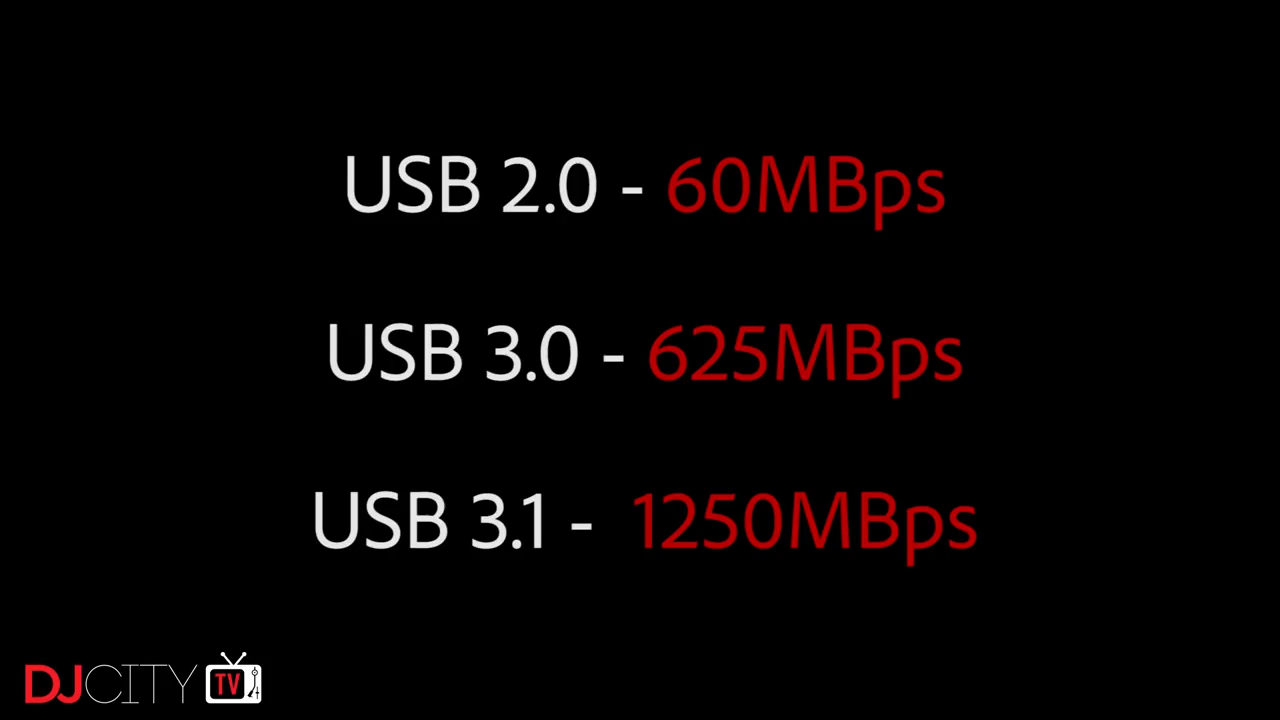 USB 2.0 - 60MBps
USB 3.0 - 625MBps
USB 3.1 - 1250MBps
DJCITY TV